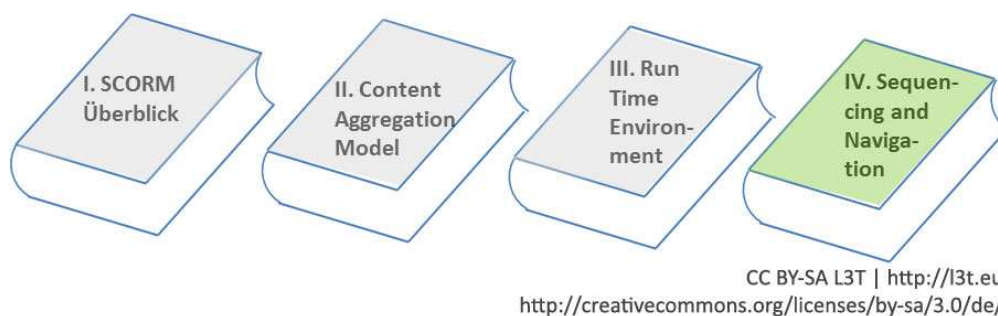 I. SCORM
Überblick
II. Content
Aggregation
Model
III. Run
Time
Environ-
ment
IV. Sequen-
cing and
Naviga-
tion
CC BY-SA L3T | http://l3t.eu
http://creativecommons.org/licenses/by-sa/3.0/de/